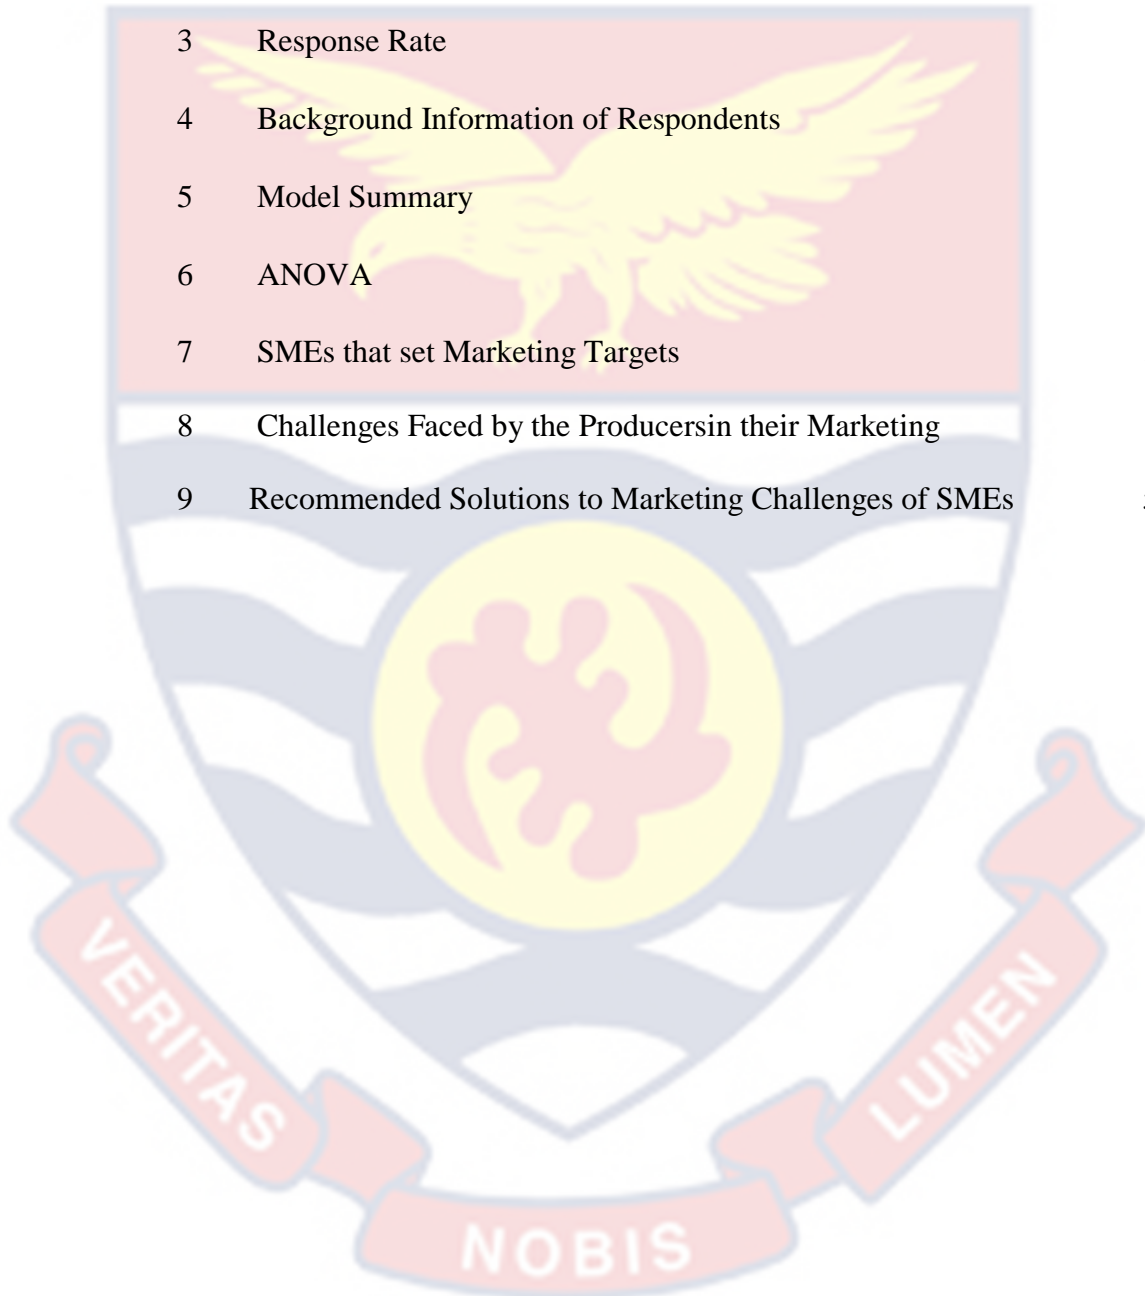 3 Response Rate
4 Background Information of Respondents
5 Model Summary
6 ANOVA
7 SMEs that set Marketing Targets
8 Challenges Faced by the Producersin their Marketing
9 Recommended Solutions to Marketing Challenges of SMEs
VERITAS
NOBIS
LUMEN